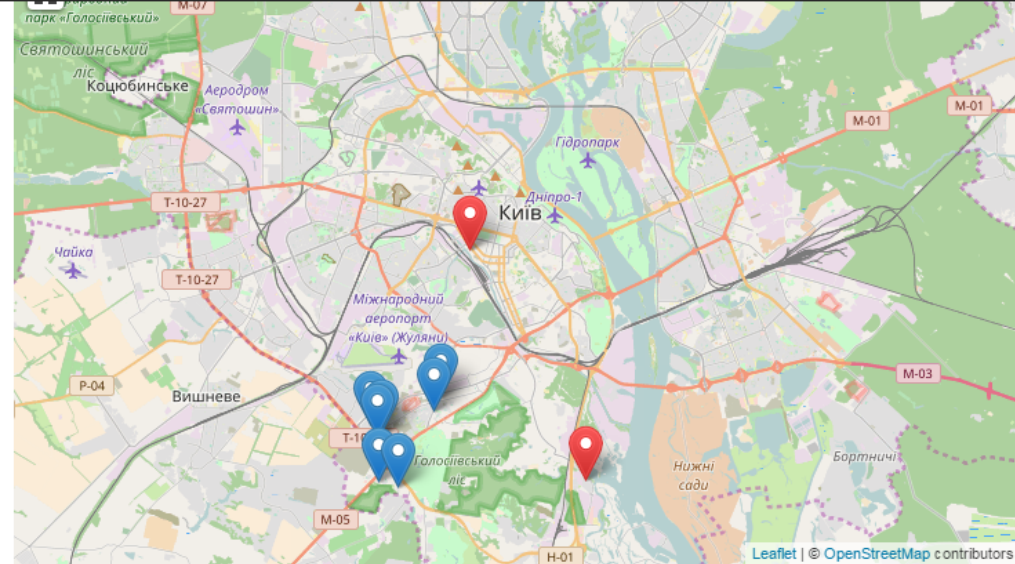 М-07
парк «Голосіївський»
Святошинський
ліс
Коцюбинське
Аеродром
«Святошин»
М-01
М-01
Гідропарк
Т-10-27
Дніпро-1
Київ
Чайка
Т-10-27
Міжнародний
аеропорт
«Київ» (Жуляни)
Р-04
Вишневе
М-03
Голосіївський
ліс
Нижні
сади
Бортничі
М-05
Н-01
Leaflet | © OpenStreetMap contributors